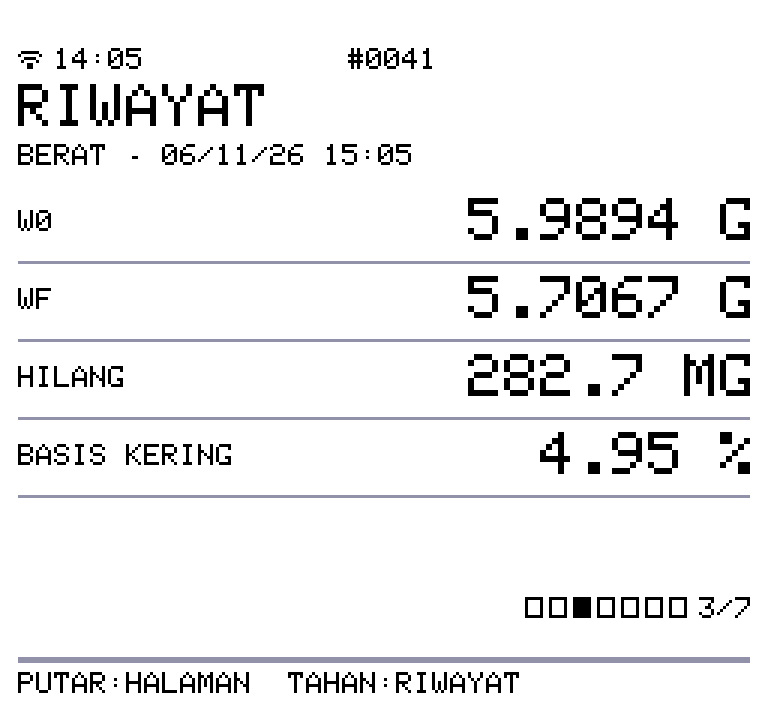 14:05 #0041
RIWAYAT
BERAT - 06/11/26 15:05
W0 5.9894 G
WF 5.7067 G
HILANG 282.7 MG
BASIS KERING 4.95 %
3/7
PUTAR:HALAMAN TAHAN:RIWAYAT